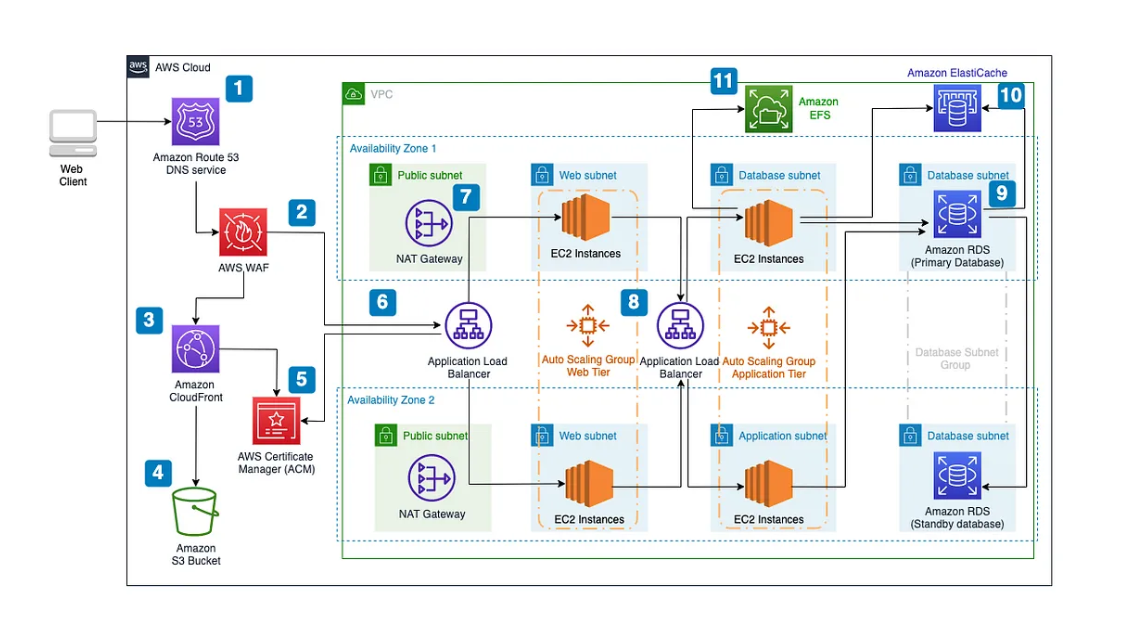 aws
AWS Cloud
1
53
Amazon Route 53
DNS service
Web
Client
2
AWS WAF
3
Amazon
CloudFront
5
AWS Certificate
Manager (ACM)
4
Amazon
S3 Bucket
VPC
11
Amazon
EFS
Amazon ElastiCache
10
Availability Zone 1
Public subnet
7
NAT Gateway
Web subnet
EC2 Instances
Database subnet
EC2 Instances
Database subnet
9
Amazon RDS
(Primary Database)
6
Application Load
Balancer
Auto Scaling Group
Web Tier
8
Application Load
Balancer
Auto Scaling Group
Application Tier
Database Subnet
Group
Availability Zone 2
Public subnet
NAT Gateway
Web subnet
EC2 Instances
Application subnet
EC2 Instances
Database subnet
Amazon RDS
(Standby database)